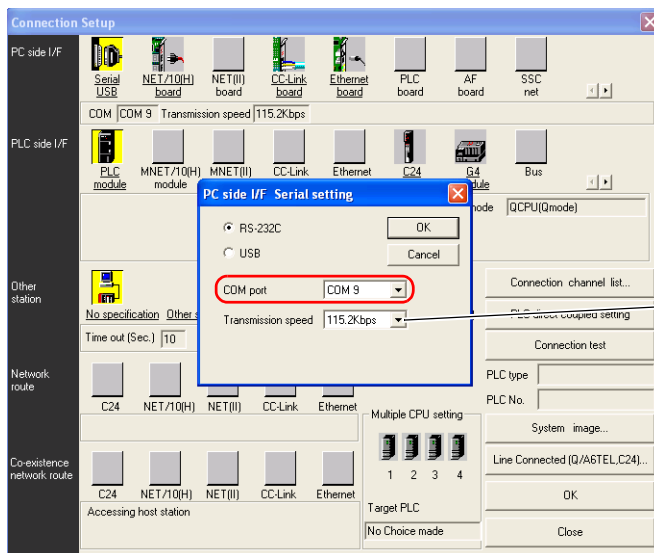 Connection Setup
PC side I/F
Serial USB
NET/10(H) board
NET(II) board
CC-Link board
Ethernet board
PLC board
AF board
SSC net
COM COM 9 Transmission speed 115.2Kbps
PLC side I/F
PLC module
MNET/10(H) module
MNET(II)
CC-Link
Ethernet
C24
G4
Bus
QCPU(Qmode)
PC side I/F Serial setting
RS-232C
OK
USB
Cancel
COM port COM 9
Transmission speed 115.2Kbps
Other station
No specification Other
Time out (Sec.) 10
Connection channel list...
PLC direct coupled setting
Connection test
PLC type
PLC No.
System image...
Line Connected (Q/A6TEL,C24)...
OK
Close
Network route
C24 NET/10(H) NET(II) CC-Link Ethernet
Multiple CPU setting
1 2 3 4
Target PLC
No Choice made
Co-existence network route
C24 NET/10(H) NET(II) CC-Link Ethernet
Accessing host station